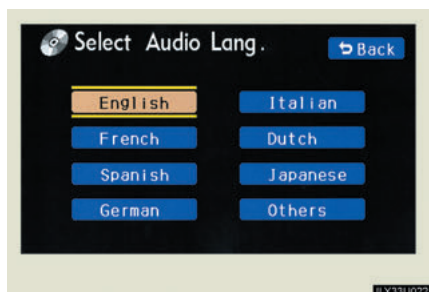 Select Audio Lang.
Back
English
Italian
French
Dutch
Spanish
Japanese
German
Others